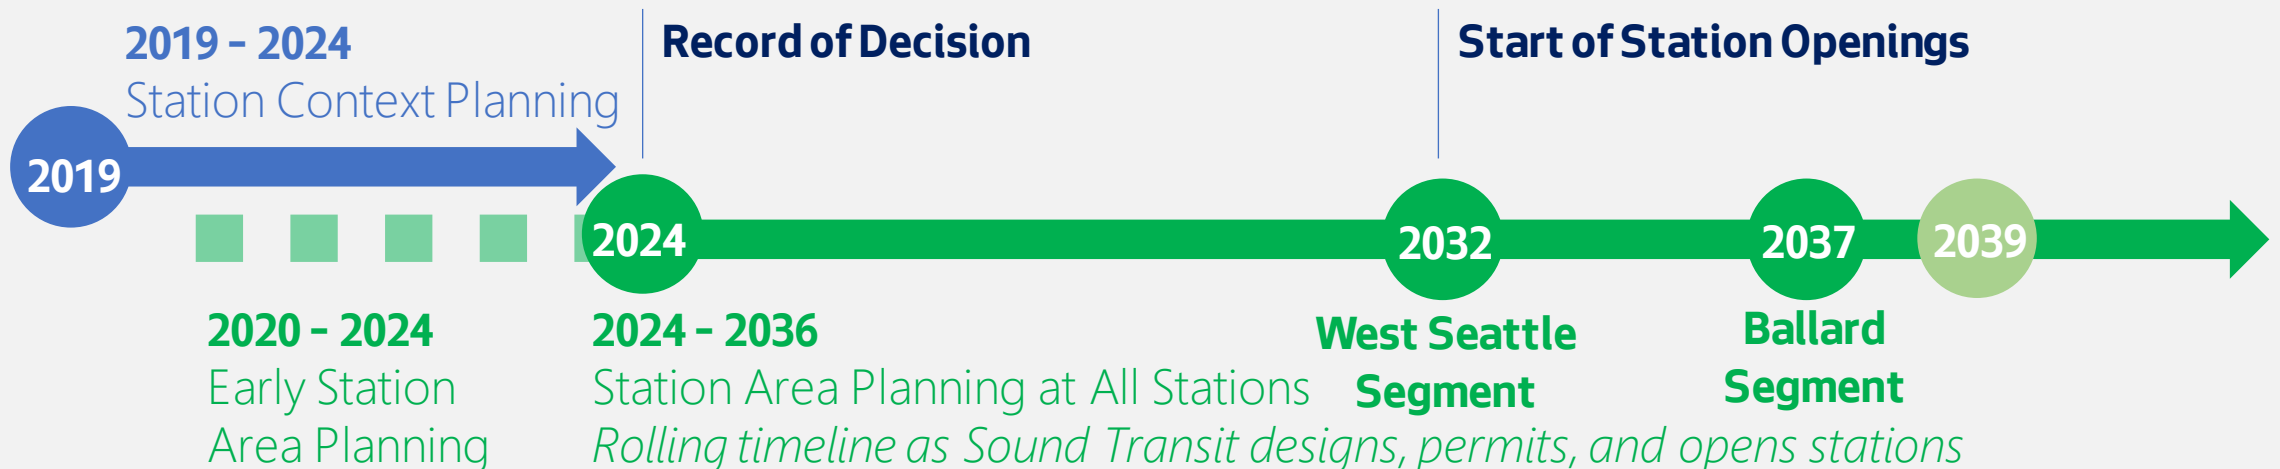 2019 – 2024
Station Context Planning
Record of Decision
Start of Station Openings
2019
2024
2032
2037
2039
2020 – 2024
Early Station
Area Planning
2024 – 2036
Station Area Planning at All Stations
Rolling timeline as Sound Transit designs, permits, and opens stations
West Seattle
Segment
Ballard
Segment